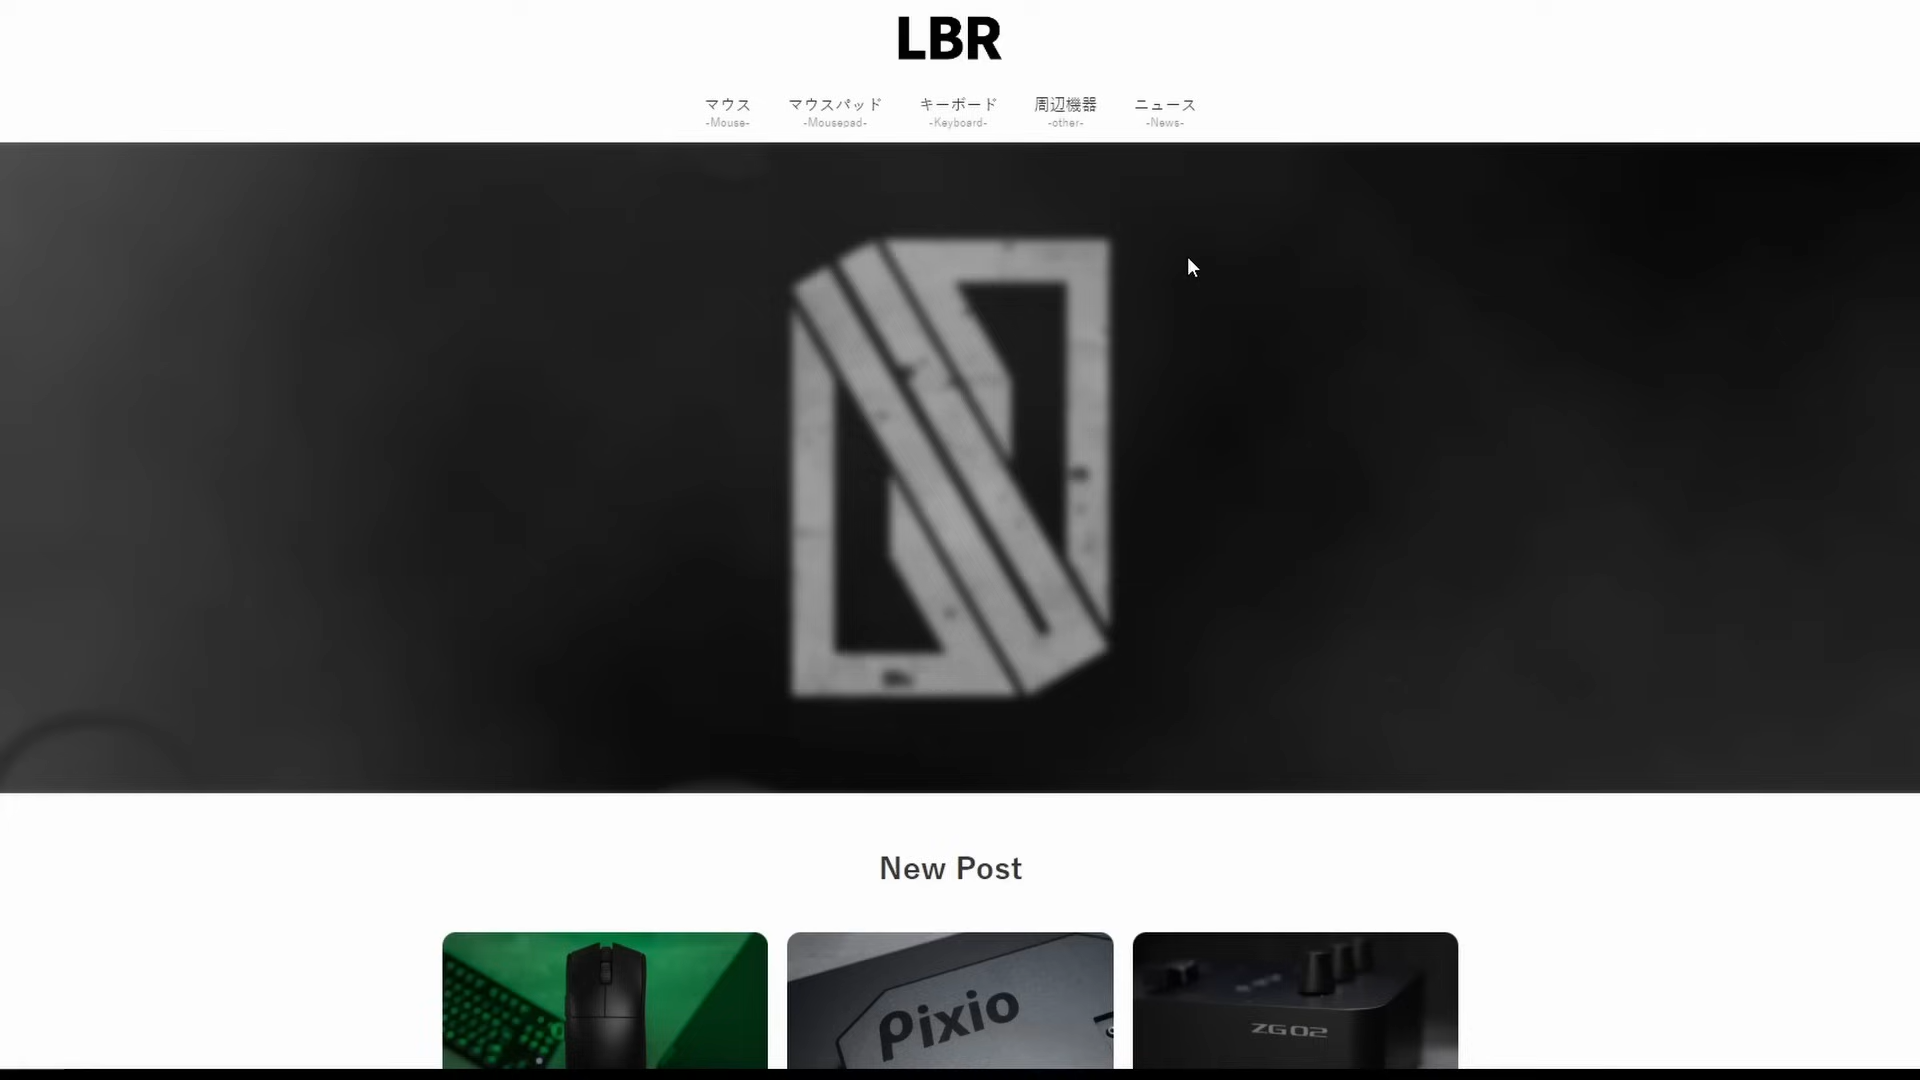 LBR
マウス
-Mouse-
マウスパッド
-Mousepad-
キーボード
-Keyboard-
周辺機器
-other-
ニュース
-News-
New Post
Pixio
ZG02